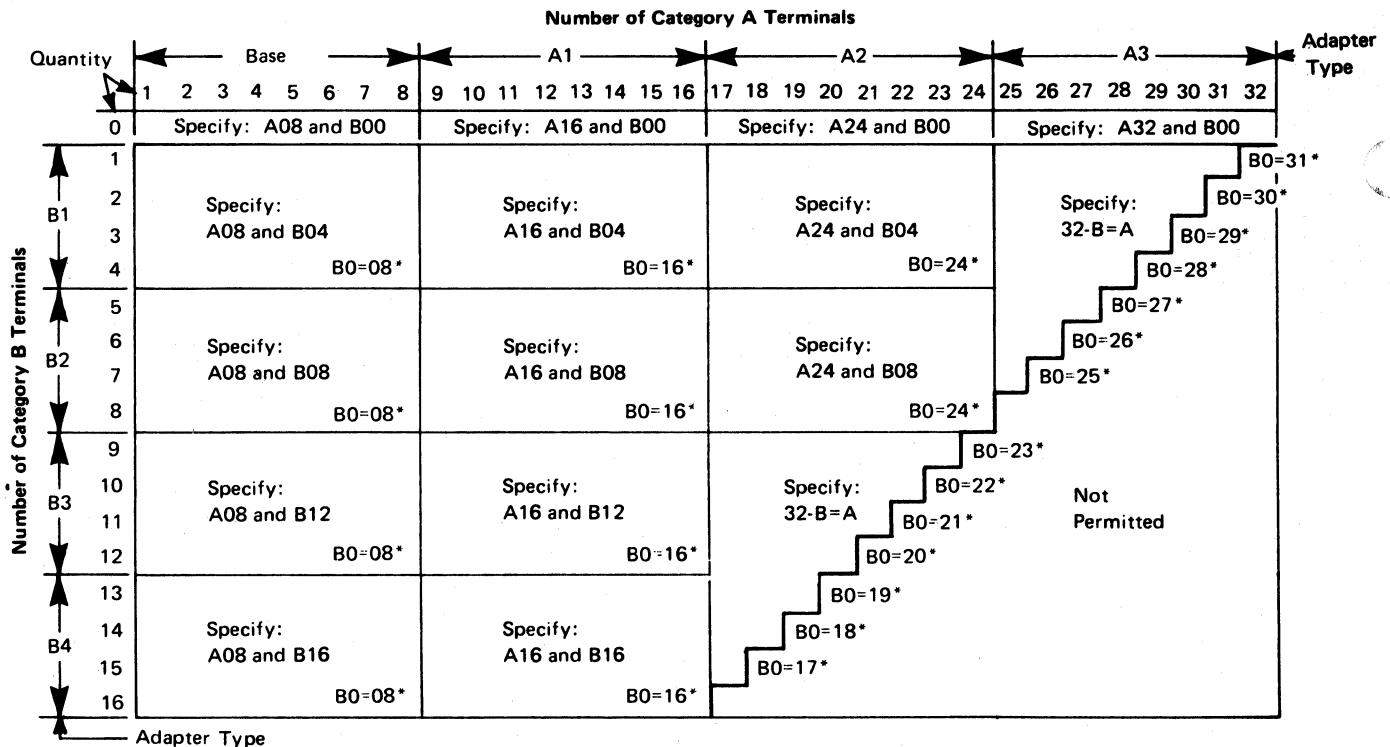 Number of Category A Terminals
Quantity
Base
A1
A2
A3
Adapter
Type
1 2 3 4 5 6 7 8 9 10 11 12 13 14 15 16 17 18 19 20 21 22 23 24 25 26 27 28 29 30 31 32
0 Specify: A08 and B00 Specify: A16 and B00 Specify: A24 and B00 Specify: A32 and B00
Number of Category B Terminals
B1
1
2
3
4
Specify:
A08 and B04
B0=08*
Specify:
A16 and B04
B0=16*
Specify:
A24 and B04
B0=24*
Specify:
32-B=A
B0=31*
B0=30*
B0=29*
B0=28*
B2
5
6
7
8
Specify:
A08 and B08
B0=08*
Specify:
A16 and B08
B0=16*
Specify:
A24 and B08
B0=24*
B0=27*
B0=26*
B0=25*
B3
9
10
11
12
Specify:
A08 and B12
B0=08*
Specify:
A16 and B12
B0=16*
Specify:
32-B=A
B0=23*
B0=22*
B0=21*
B0=20*
Not
Permitted
B4
13
14
15
16
Specify:
A08 and B16
B0=08*
Specify:
A16 and B16
B0=16*
B0=19*
B0=18*
B0=17*
Adapter Type